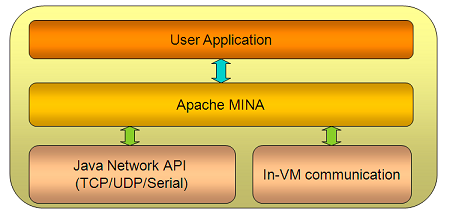 User Application
Apache MINA
Java Network API
(TCP/UDP/Serial)
In-VM communication